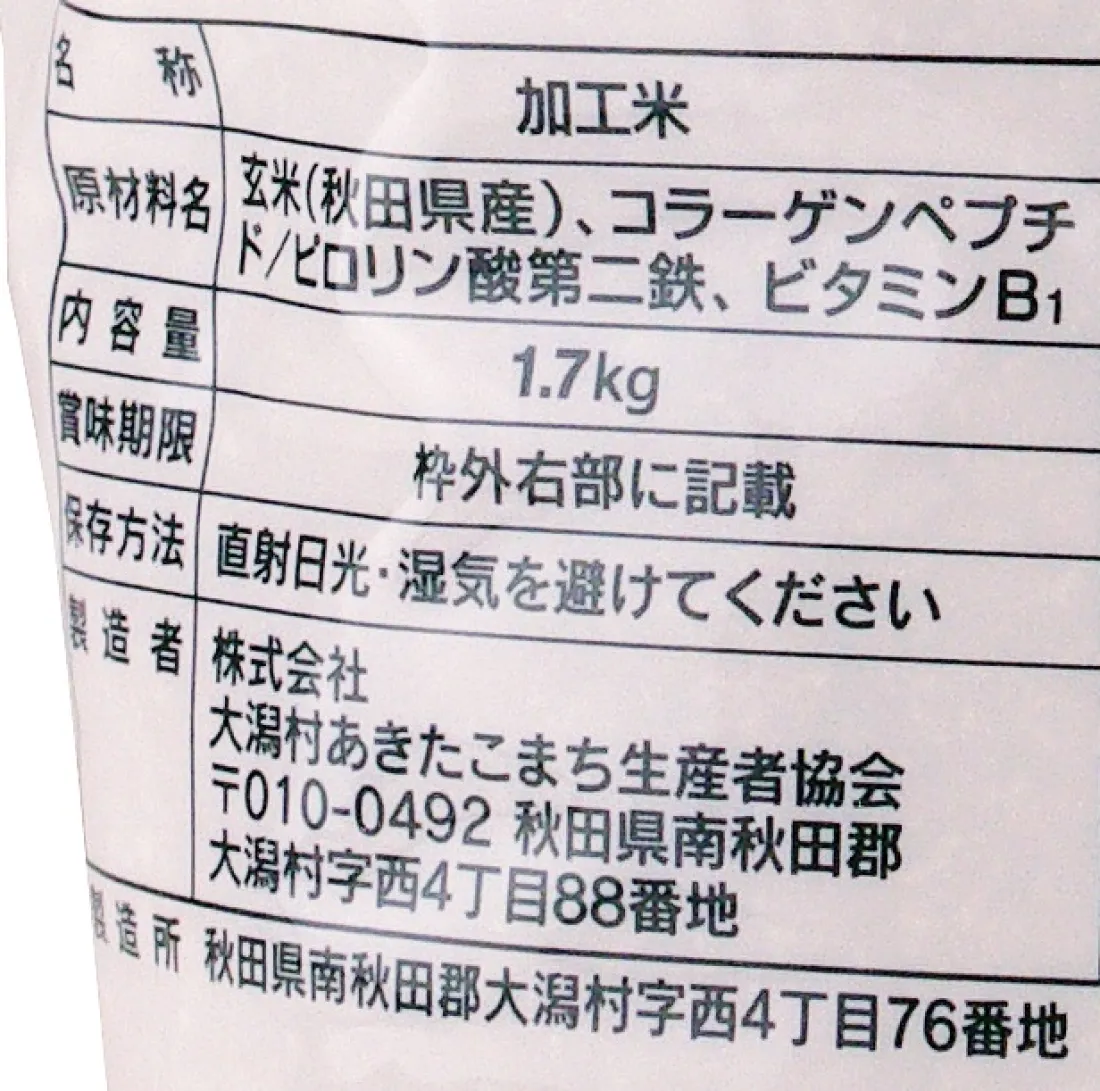 名称 加工米
原材料名 玄米(秋田県産)、コラーゲンペプチ
ド/ピロリン酸第二鉄、ビタミンB1
内容量 1.7kg
賞味期限 枠外右部に記載
保存方法 直射日光・湿気を避けてください
製造者 株式会社
大潟村あきたこまち生産者協会
〒010-0492 秋田県南秋田郡
大潟村字西4丁目88番地
製造所 秋田県南秋田郡大潟村字西4丁目76番地